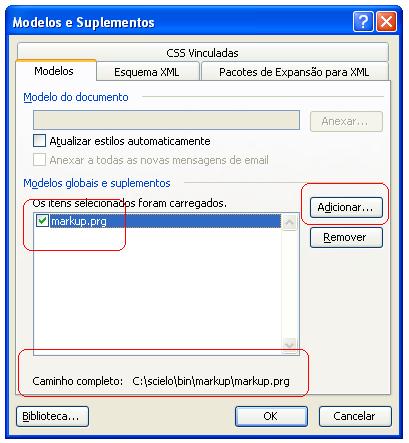 Modelos e Suplementos
CSS Vinculadas
Modelos
Esquema XML
Pacotes de Expansão para XML
Modelo do documento
Anexar...
Atualizar estilos automaticamente
Anexar a todas as novas mensagens de email
Modelos globais e suplementos
Os itens selecionados foram carregados.
Adicionar...
markup.prg
Remover
Caminho completo: C:\scielo\bin\markup\markup.prg
Biblioteca...
OK
Cancelar